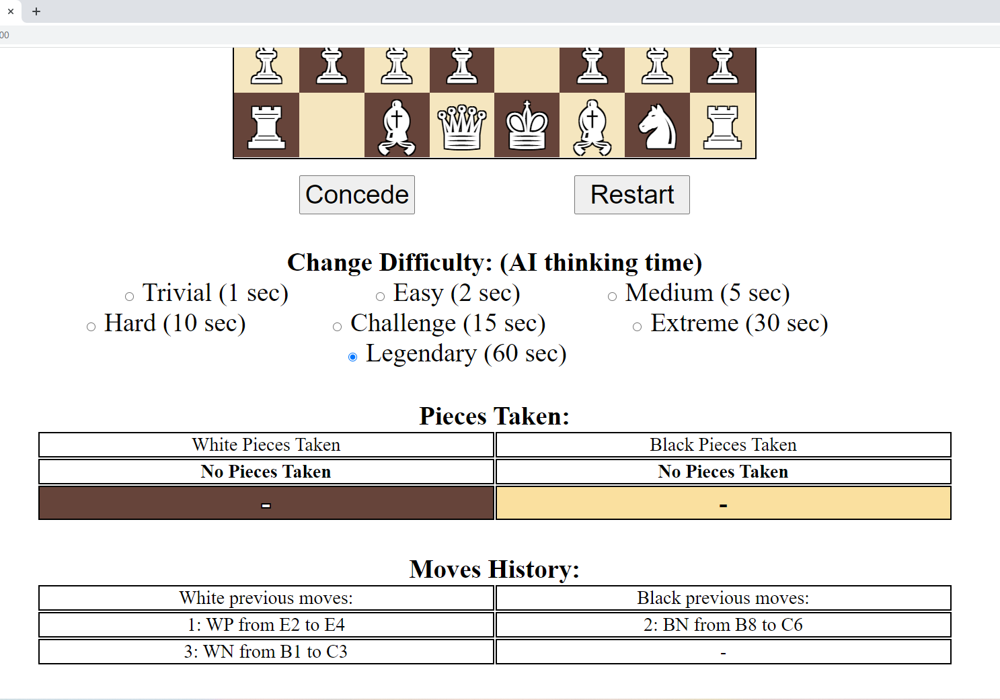 00
Concede Restart
Change Difficulty: (AI thinking time)
Trivial (1 sec) Easy (2 sec) Medium (5 sec)
Hard (10 sec) Challenge (15 sec) Extreme (30 sec)
Legendary (60 sec)
Pieces Taken:
White Pieces Taken Black Pieces Taken
No Pieces Taken No Pieces Taken
- -
Moves History:
White previous moves: Black previous moves:
1: WP from E2 to E4 2: BN from B8 to C6
3: WN from B1 to C3 -